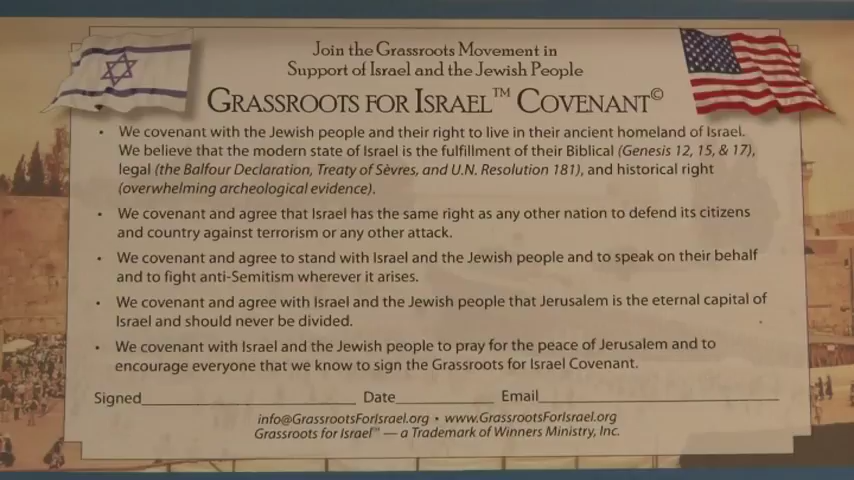 Join the Grassroots Movement in
Support of Israel and the Jewish People
GRASSROOTS FOR ISRAEL™ COVENANT©
• We covenant with the Jewish people and their right to live in their ancient homeland of Israel.
We believe that the modern state of Israel is the fulfillment of their Biblical (Genesis 12, 15, & 17),
legal (the Balfour Declaration, Treaty of Sèvres, and U.N. Resolution 181), and historical right
(overwhelming archeological evidence).
• We covenant and agree that Israel has the same right as any other nation to defend its citizens
and country against terrorism or any other attack.
• We covenant and agree to stand with Israel and the Jewish people and to speak on their behalf
and to fight anti-Semitism wherever it arises.
• We covenant and agree with Israel and the Jewish people that Jerusalem is the eternal capital of
Israel and should never be divided.
• We covenant with Israel and the Jewish people to pray for the peace of Jerusalem and to
encourage everyone that we know to sign the Grassroots for Israel Covenant.
Signed____________________ Date__________ Email____________________
info@GrassrootsForIsrael.org • www.GrassrootsForIsrael.org
Grassroots for Israel™ — a Trademark of Winners Ministry, Inc.